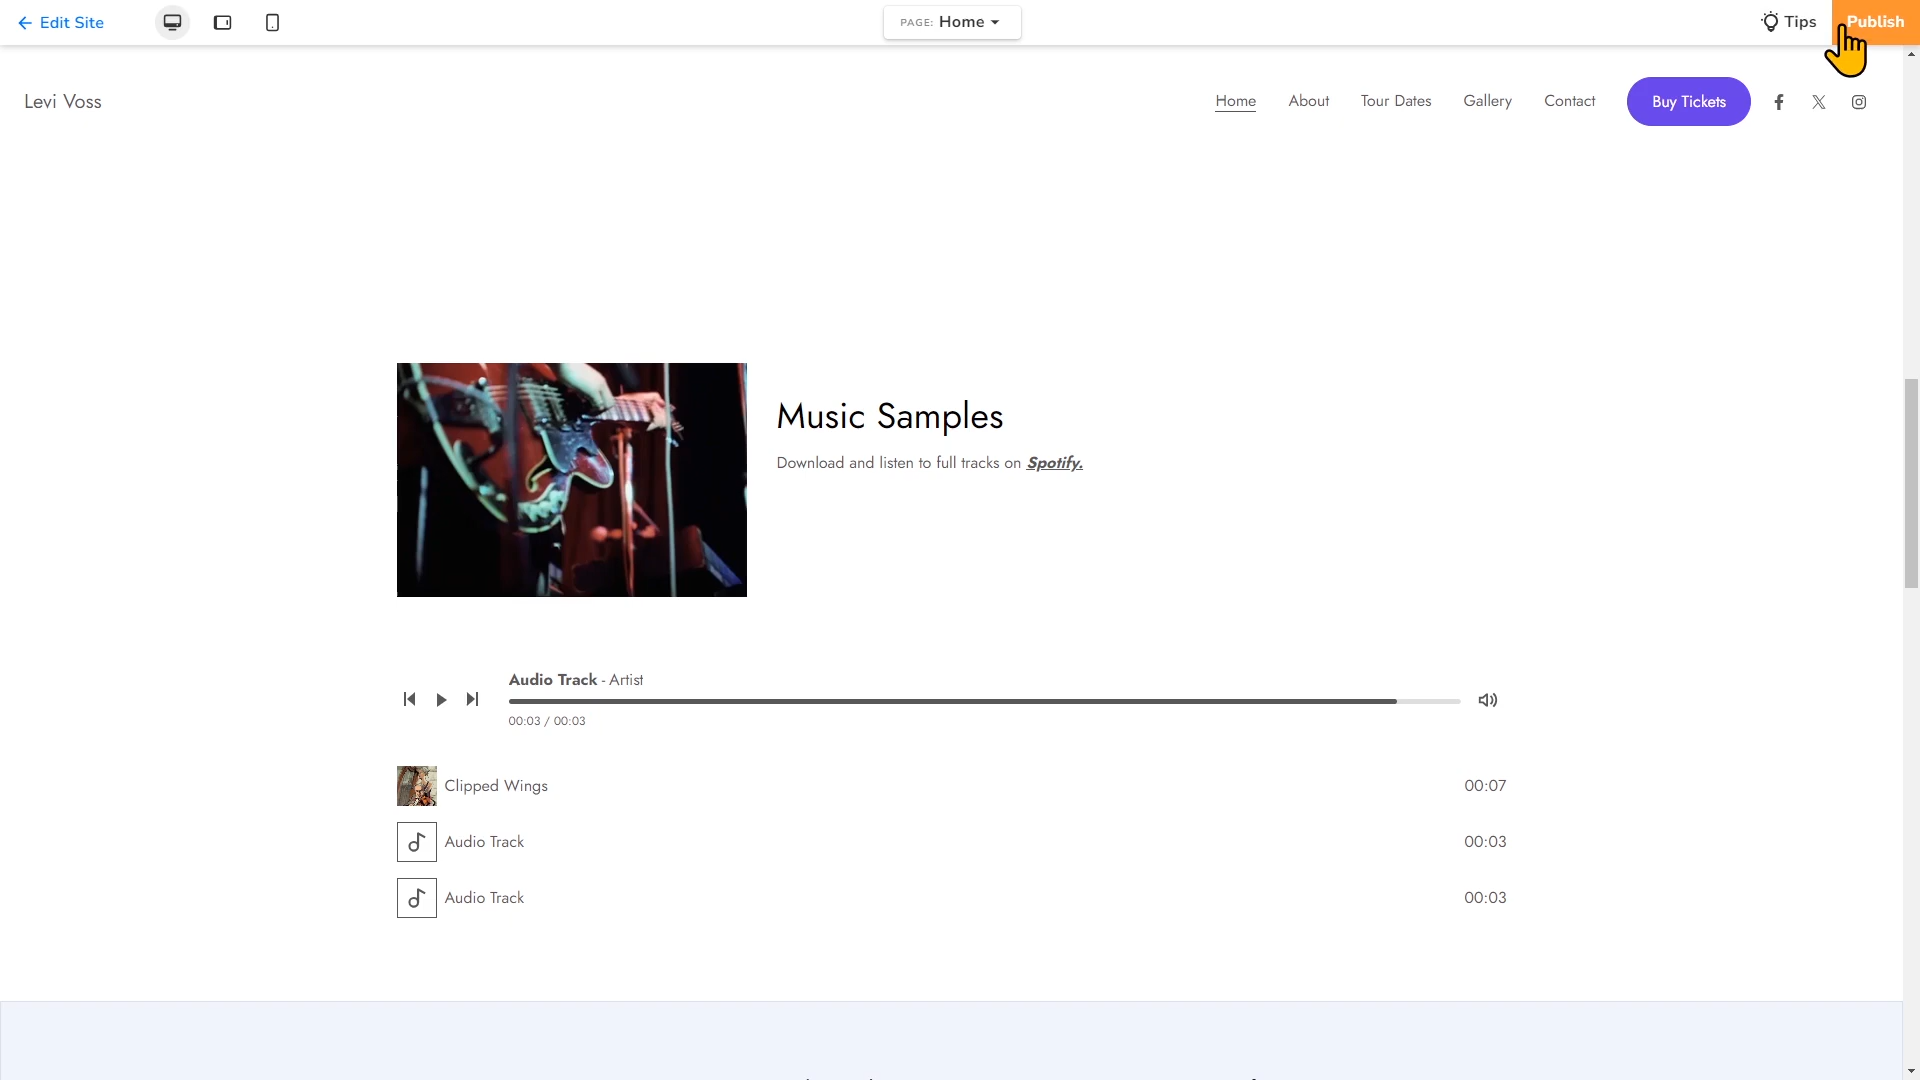 Edit Site
PAGE: Home
Tips
Publish
Levi Voss
Home
About
Tour Dates
Gallery
Contact
Buy Tickets
Music Samples
Download and listen to full tracks on Spotify.
Audio Track - Artist
00:03 / 00:03
Clipped Wings
00:07
Audio Track
00:03
Audio Track
00:03